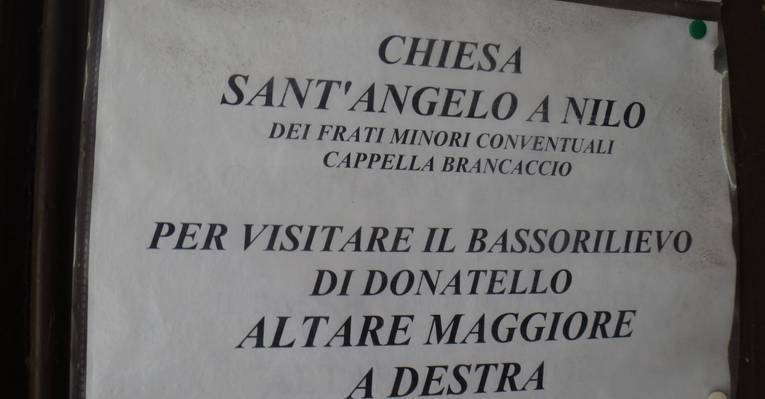 CHIESA
SANT'ANGELO A NILO
DEI FRATI MINORI CONVENTUALI
CAPPELLA BRANCACCIO
PER VISITARE IL BASSORILIEVO
DI DONATELLO
ALTARE MAGGIORE
A DESTRA